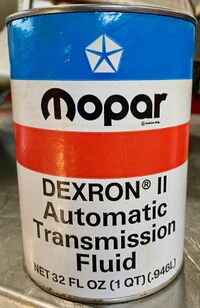 mopar
DEXRON® II
Automatic
Transmission
Fluid
NET 32 FL OZ (1 QT) (.946L)